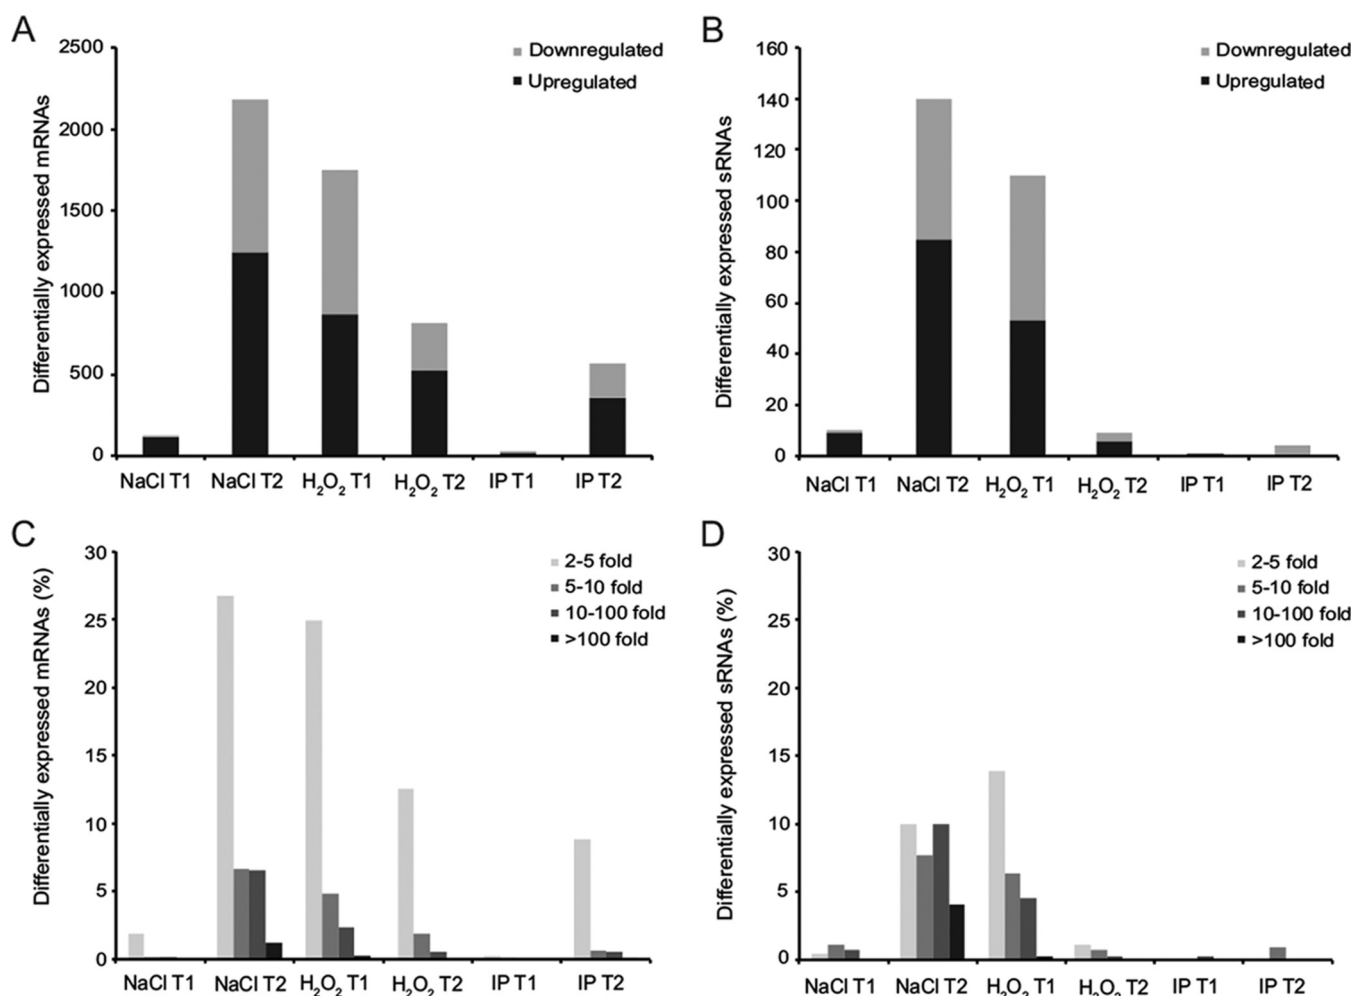 A
Differentially expressed mRNAs
2500
2000
1500
1000
500
0
Downregulated
Upregulated
NaCl T1 NaCl T2 H₂O₂ T1 H₂O₂ T2 IP T1 IP T2
B
Differentially expressed sRNAs
160
140
120
100
80
60
40
20
0
Downregulated
Upregulated
NaCl T1 NaCl T2 H₂O₂ T1 H₂O₂ T2 IP T1 IP T2
C
Differentially expressed mRNAs (%)
30
25
20
15
10
5
0
2-5 fold
5-10 fold
10-100 fold
>100 fold
NaCl T1 NaCl T2 H₂O₂ T1 H₂O₂ T2 IP T1 IP T2
D
Differentially expressed sRNAs (%)
30
25
20
15
10
5
0
2-5 fold
5-10 fold
10-100 fold
>100 fold
NaCl T1 NaCl T2 H₂O₂ T1 H₂O₂ T2 IP T1 IP T2